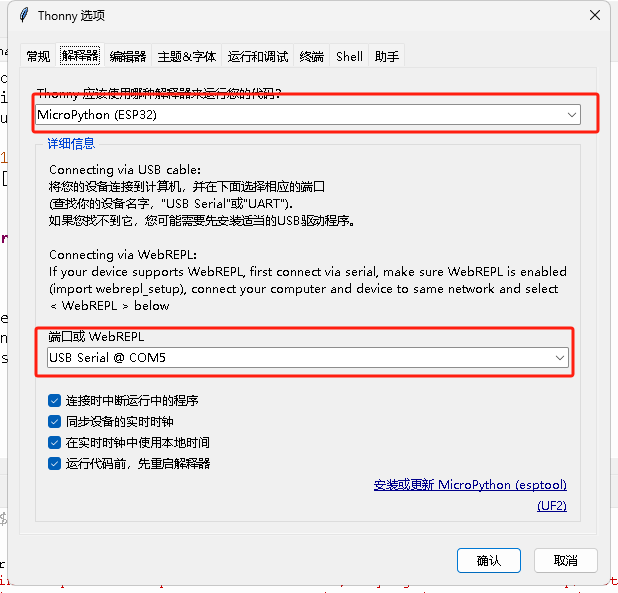 Thonny 选项
常规 解释器 编辑器 主题&字体 运行和调试 终端 Shell 助手
Thonny 应该使用哪种解释器来运行您的代码?
MicroPython (ESP32)
详细信息
Connecting via USB cable:
将您的设备连接到计算机，并在下面选择相应的端口
(查找你的设备名字，"USB Serial"或"UART").
如果您找不到它，您可能需要先安装适当的USB驱动程序。
Connecting via WebREPL:
If your device supports WebREPL, first connect via serial, make sure WebREPL is enabled
(import webrepl_setup), connect your computer and device to same network and select
< WebREPL > below
端口或 WebREPL
USB Serial @ COM5
连接时中断运行中的程序
同步设备的实时时钟
在实时时钟中使用本地时间
运行代码前，先重启解释器
安装或更新 MicroPython (esptool)
(UF2)
确认 取消